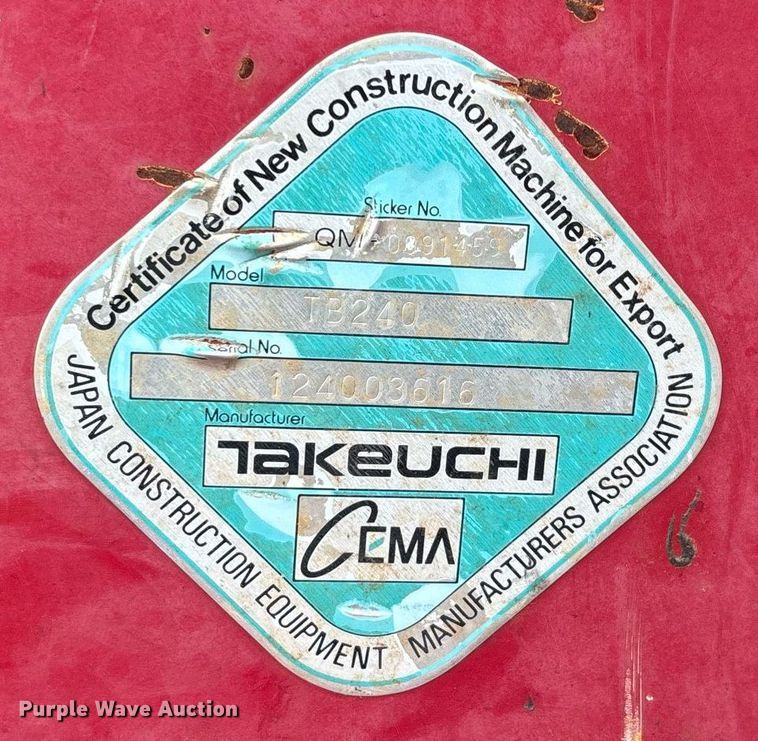 Certificate of New Construction Machine for Export
Sticker No.
QM-0891459
Model
TB240
Serial No.
124003616
Manufacturer
TAKEUCHI
CEMA
JAPAN CONSTRUCTION EQUIPMENT MANUFACTURERS ASSOCIATION
Purple Wave Auction